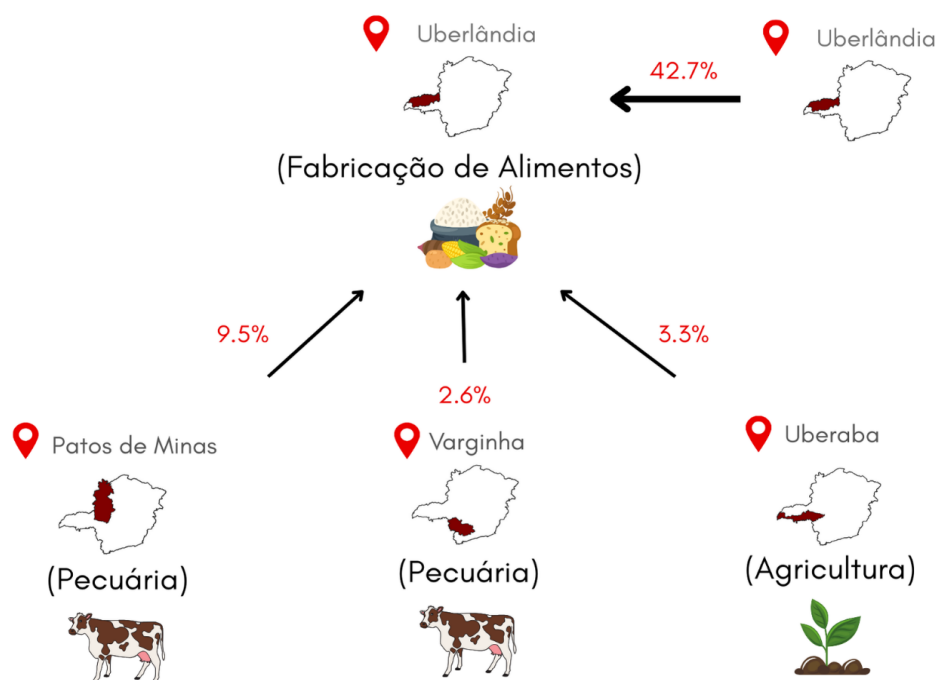 Uberlândia
Uberlândia
42.7%
(Fabricação de Alimentos)
9.5%
3.3%
2.6%
Patos de Minas
Varginha
Uberaba
(Pecuária)
(Pecuária)
(Agricultura)